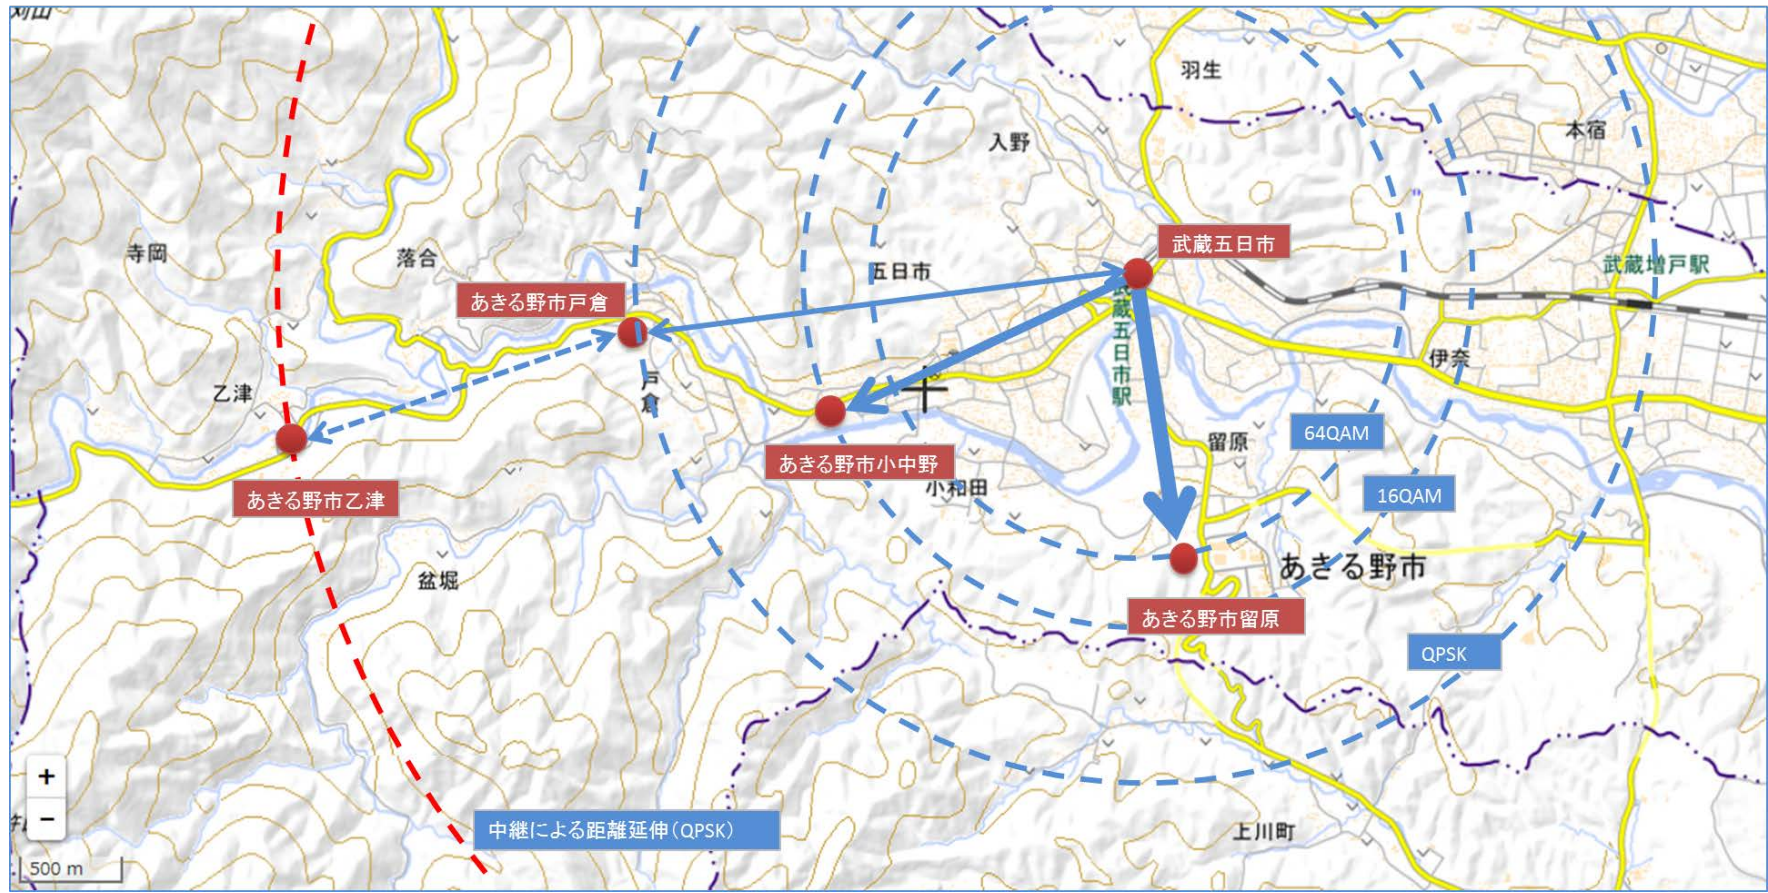 羽生
本宿
入野
武蔵五日市
寺岡
落合
五日市
武蔵増戸駅
あきる野市戸倉
武蔵五日市駅
伊奈
乙津
戸倉
64QAM
留原
あきる野市小中野
小和田
16QAM
あきる野市乙津
あきる野市
盆堀
あきる野市留原
QPSK
+
−
中継による距離延伸(QPSK)
上川町
500 m